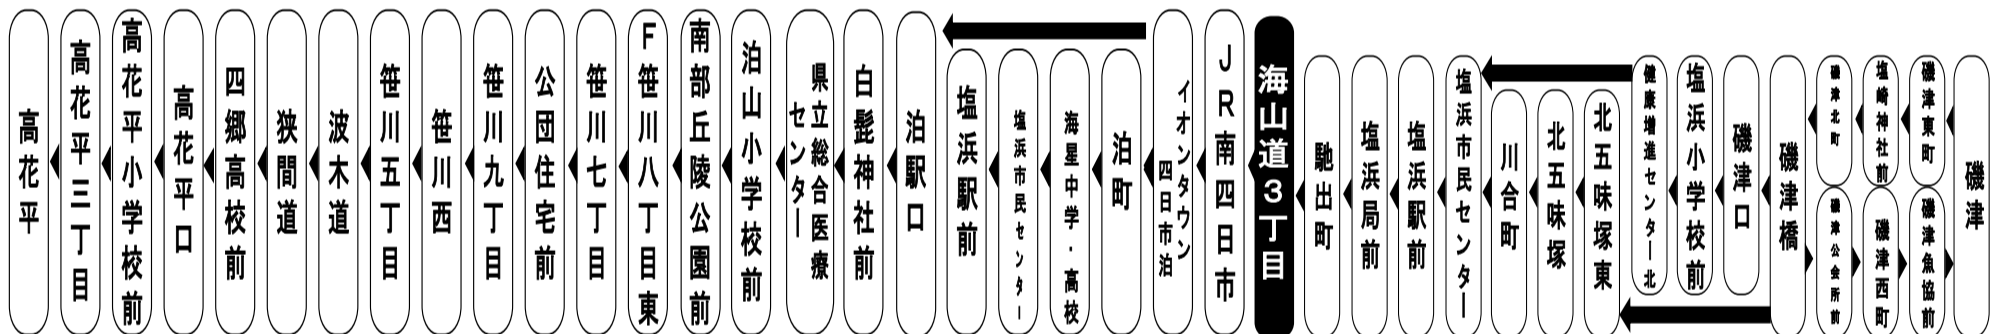 磯津
磯津東町
磯津魚協前
塩崎神社前
磯津西町
磯津北町
磯津公会所前
磯津橋
磯津口
塩浜小学校前
健康増進センター北
北五味塚東
北五味塚
川合町
塩浜市民センター
塩浜駅前
塩浜局前
馳出町
海山道3丁目
JR南四日市
イオンタウン
四日市泊
泊町
海星中学・高校
塩浜市民センター
塩浜駅前
泊駅口
白髭神社前
県立総合医療
センター
泊山小学校前
南部丘陵公園前
F笹川八丁目東
笹川七丁目
公団住宅前
笹川九丁目
笹川西
笹川五丁目
波木道
狭間道
四郷高校前
高花平口
高花平小学校前
高花平三丁目
高花平